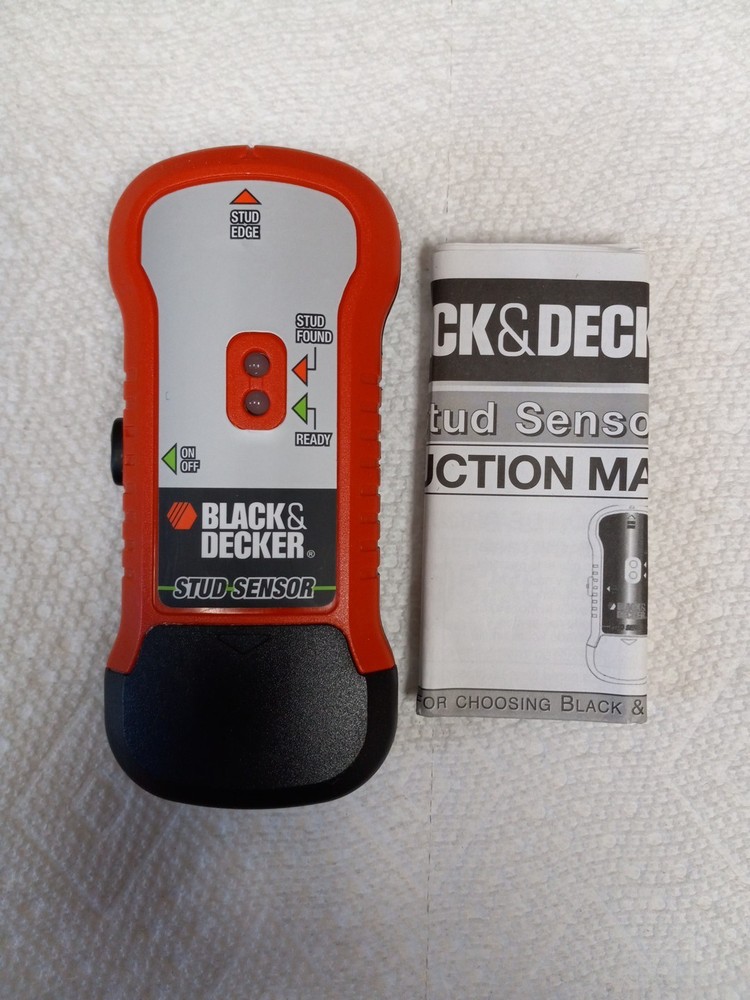 STUD
EDGE
STUD
FOUND
READY
ON
OFF
BLACK&
DECKER®
STUD SENSOR
CK&DECK
tud Senso
UCTION MA
FOR CHOOSING BLACK &